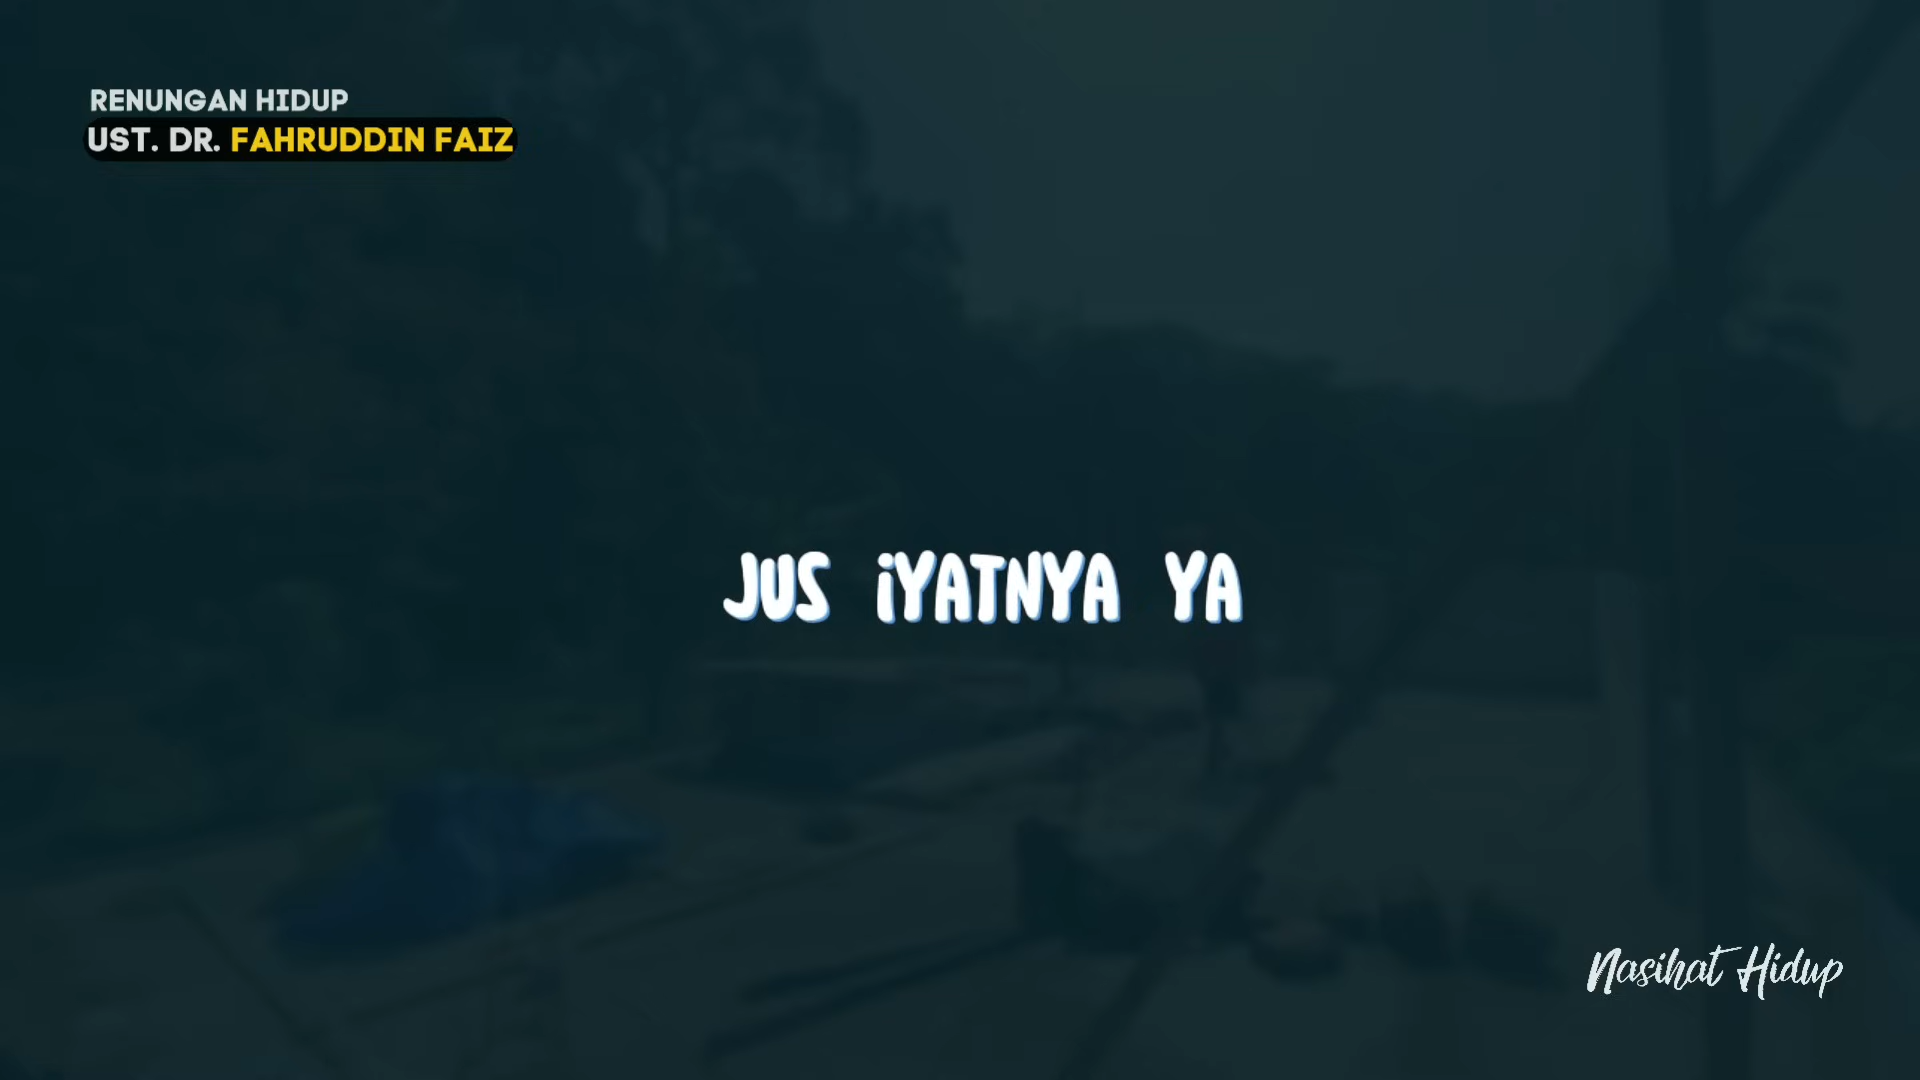 RENUNGAN HIDUP
UST. DR. FAHRUDDIN FAIZ
JUS iYATNYA YA
Nasihat Hidup